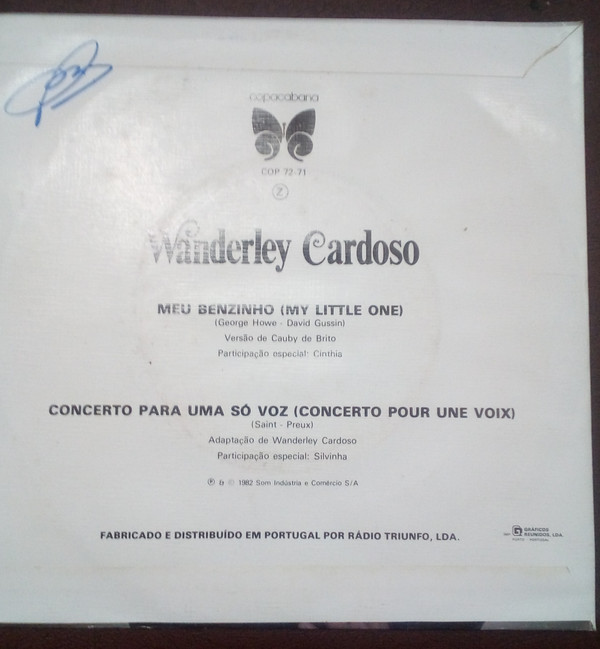 copacabana
COP 72-71
Z
Wanderley Cardoso
MEU BENZINHO (MY LITTLE ONE)
(George Howe - David Gussin)
Versão de Cauby de Brito
Participação especial: Cinthia
CONCERTO PARA UMA SÓ VOZ (CONCERTO POUR UNE VOIX)
(Saint - Preux)
Adaptação de Wanderley Cardoso
Participação especial: Silvinha
℗ & © 1982 Som Indústria e Comércio S/A
FABRICADO E DISTRIBUÍDO EM PORTUGAL POR RÁDIO TRIUNFO, LDA.
GRÁFICOS
REUNIDOS, LDA.
PORTO - PORTUGAL